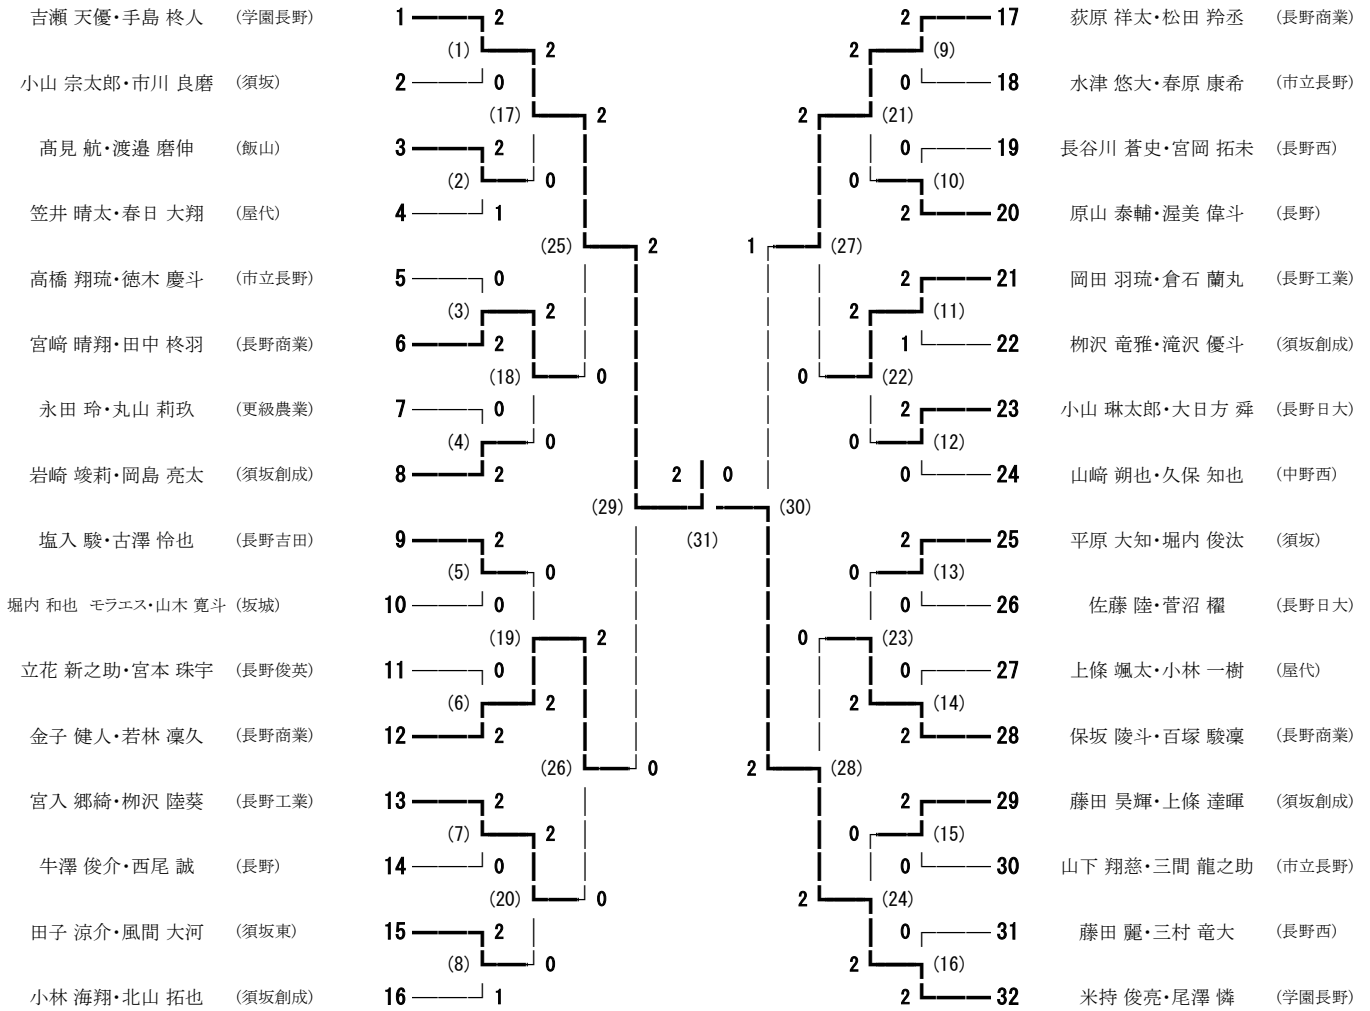 吉瀬 天優・手島 柊人 (学園長野) 1 2
2 17 荻原 祥太・松田 羚丞 (長野商業)
(1) 2
2 (9)
小山 宗太郎・市川 良磨 (須坂) 2 0
0 18 水津 悠大・春原 康希 (市立長野)
(17) 2
2 (21)
髙見 航・渡邉 磨伸 (飯山) 3 2
0 19 長谷川 蒼史・宮岡 拓未 (長野西)
(2) 0
0 (10)
笠井 晴太・春日 大翔 (屋代) 4 1
2 20 原山 泰輔・渥美 偉斗 (長野)
(25) 2
1 (27)
高橋 翔琉・徳木 慶斗 (市立長野) 5 0
2 21 岡田 羽琉・倉石 蘭丸 (長野工業)
(3) 2
2 (11)
宮﨑 晴翔・田中 柊羽 (長野商業) 6 2
1 22 栁沢 竜雅・滝沢 優斗 (須坂創成)
(18) 0
0 (22)
永田 玲・丸山 莉玖 (更級農業) 7 0
2 23 小山 琳太郎・大日方 舜 (長野日大)
(4) 0
0 (12)
岩崎 竣莉・岡島 亮太 (須坂創成) 8 2
2 0
0 24 山﨑 朔也・久保 知也 (中野西)
(29) (30)
(31)
塩入 駿・古澤 怜也 (長野吉田) 9 2
2 25 平原 大知・堀内 俊汰 (須坂)
(5) 0
0 (13)
堀内 和也 モラエス・山木 寛斗 (坂城) 10 0
0 26 佐藤 陸・菅沼 櫂 (長野日大)
(19) 2
0 (23)
立花 新之助・宮本 珠宇 (長野俊英) 11 0
0 27 上條 颯太・小林 一樹 (屋代)
(6) 2
2 (14)
金子 健人・若林 凜久 (長野商業) 12 2
2 28 保坂 陵斗・百塚 駿凜 (長野商業)
(26) 0
2 (28)
宮入 郷綺・栁沢 陸葵 (長野工業) 13 2
2 29 藤田 昊輝・上條 達暉 (須坂創成)
(7) 2
0 (15)
牛澤 俊介・西尾 誠 (長野) 14 0
0 30 山下 翔慈・三間 龍之助 (市立長野)
(20) 0
2 (24)
田子 涼介・風間 大河 (須坂東) 15 2
0 31 藤田 麗・三村 竜大 (長野西)
(8) 0
2 (16)
小林 海翔・北山 拓也 (須坂創成) 16 1
2 32 米持 俊亮・尾澤 憐 (学園長野)